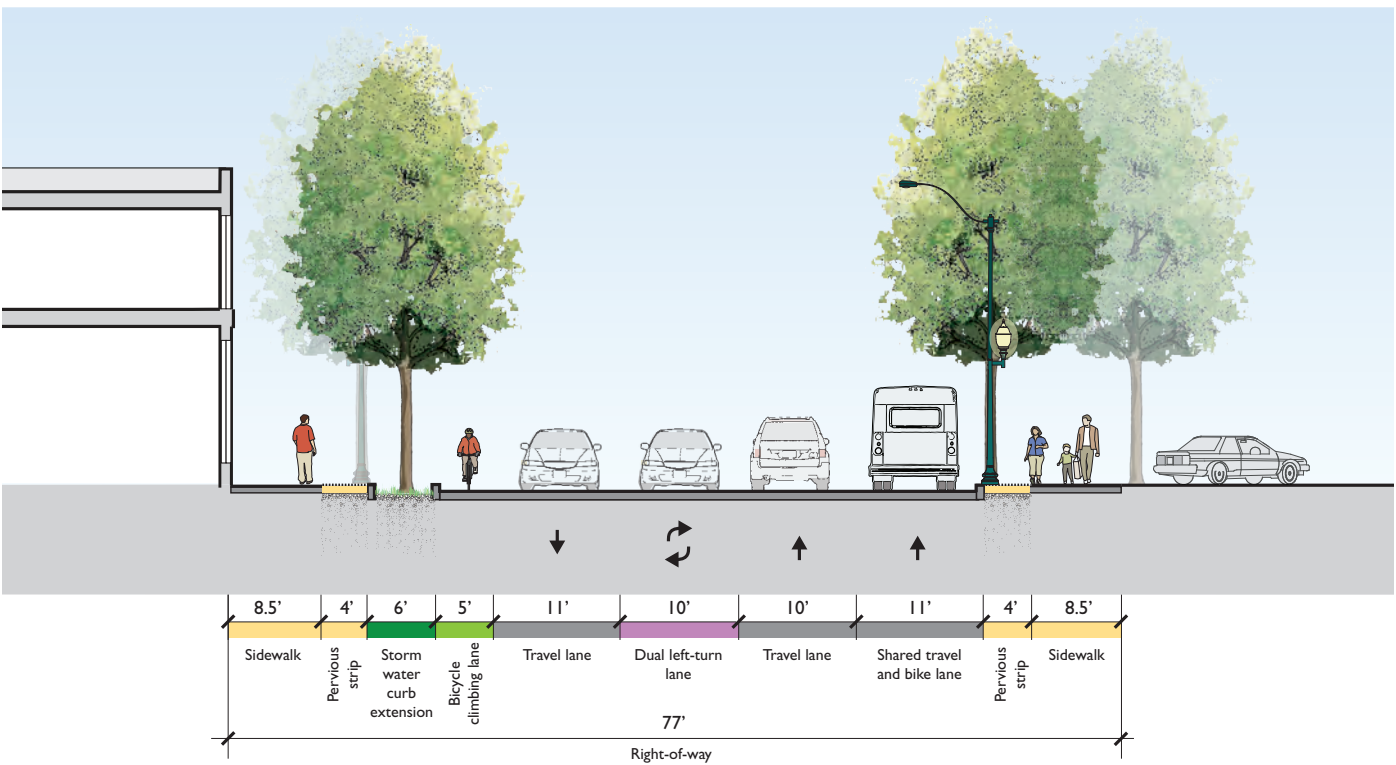 8.5’
4’
6’
5’
11’
10’
10’
11’
4’
8.5’
Sidewalk
Pervious
strip
Storm
water
curb
extension
Bicycle
climbing lane
Travel lane
Dual left-turn
lane
Travel lane
Shared travel
and bike lane
Pervious
strip
Sidewalk
77’
Right-of-way